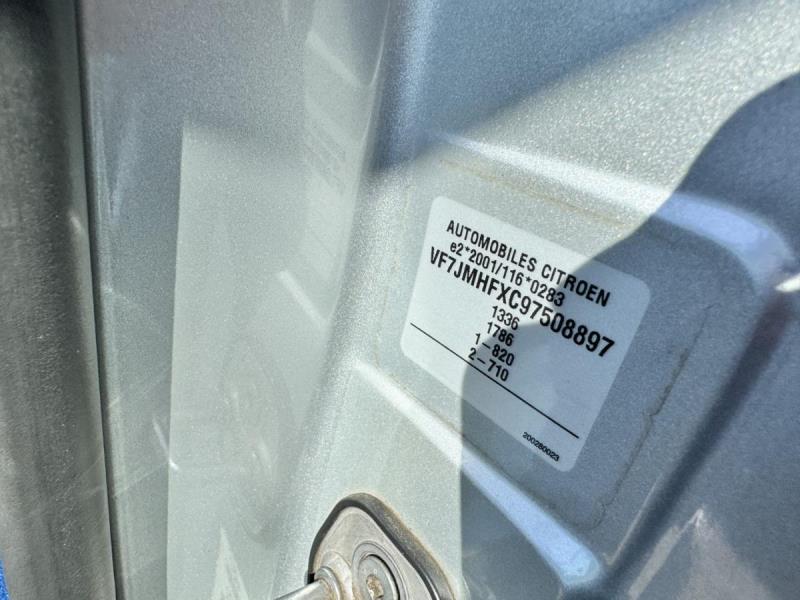 AUTOMOBILES CITROEN
e2*2001/116*0283
VF7JMHFXC97508897
1336
1786
1-820
2-710
200280023